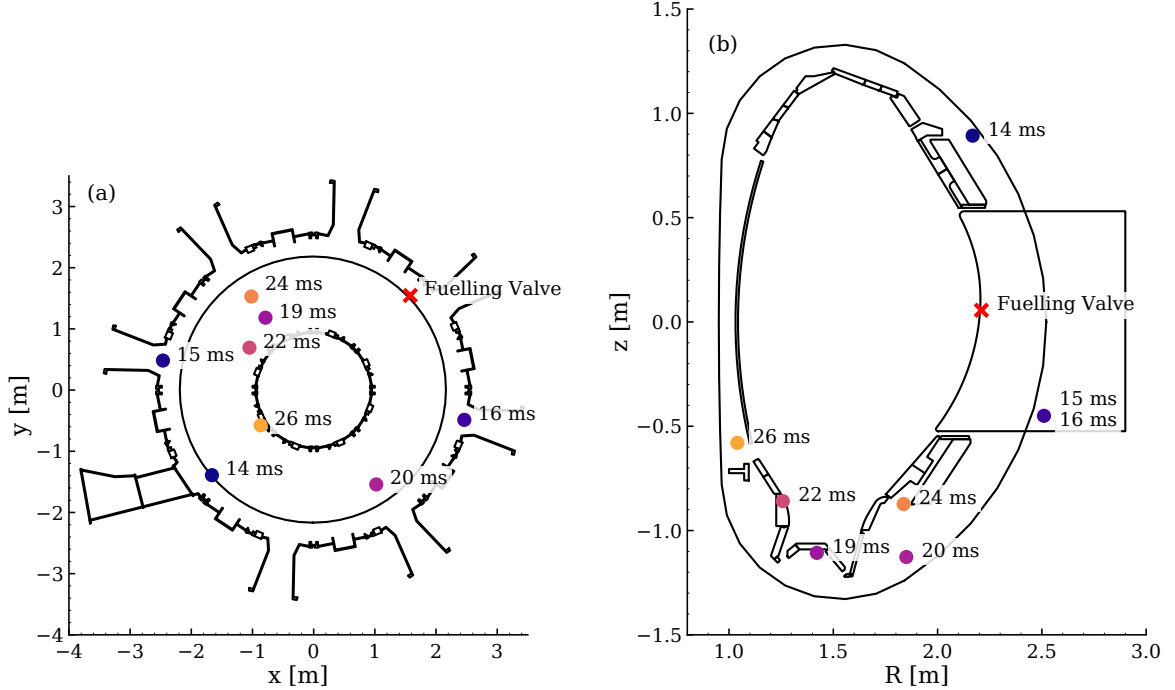 (a)
24 ms
Fuelling Valve
19 ms
22 ms
15 ms
16 ms
26 ms
14 ms
20 ms
3
2
1
0
−1
−2
−3
−4
y [m]
−4 −3 −2 −1 0 1 2 3
x [m]
(b)
14 ms
Fuelling Valve
15 ms
16 ms
26 ms
22 ms
24 ms
19 ms
20 ms
1.5
1.0
0.5
0.0
−0.5
−1.0
−1.5
z [m]
1.0 1.5 2.0 2.5 3.0
R [m]